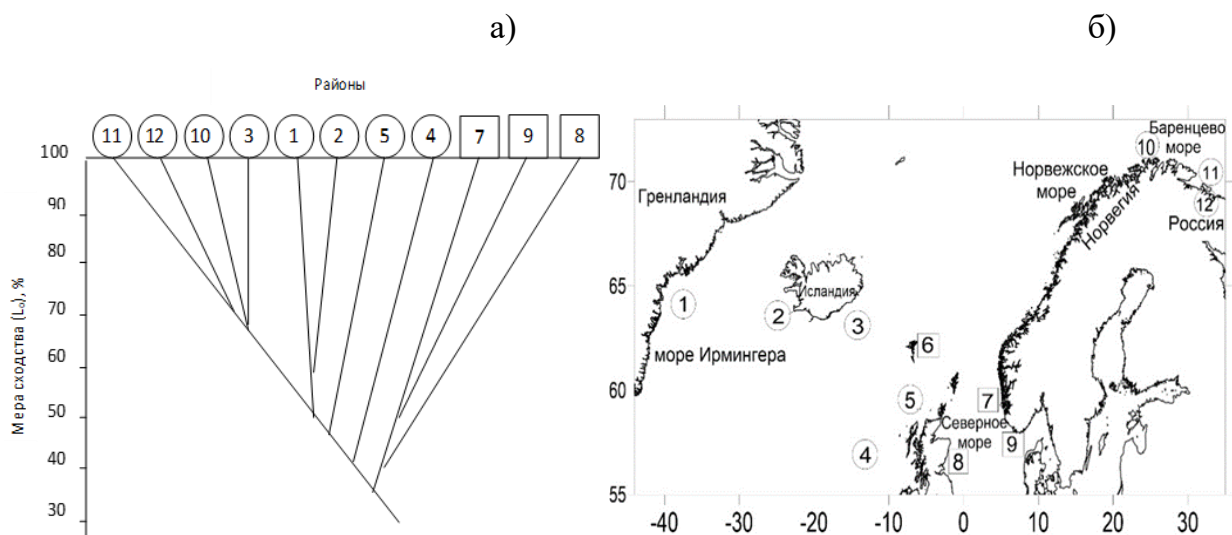 а)
б)
Районы
11 12 10 3 1 2 5 4 7 9 8
Мера сходства (L₀), %
100
90
80
70
60
50
40
30
Гренландия
море Ирмингера
Исландия
Норвежское
море
Норвегия
Баренцево
море
Россия
Северное
море
1
2
3
4
5
6
7
8
9
10
11
12
70
65
60
55
-40 -30 -20 -10 0 10 20 30